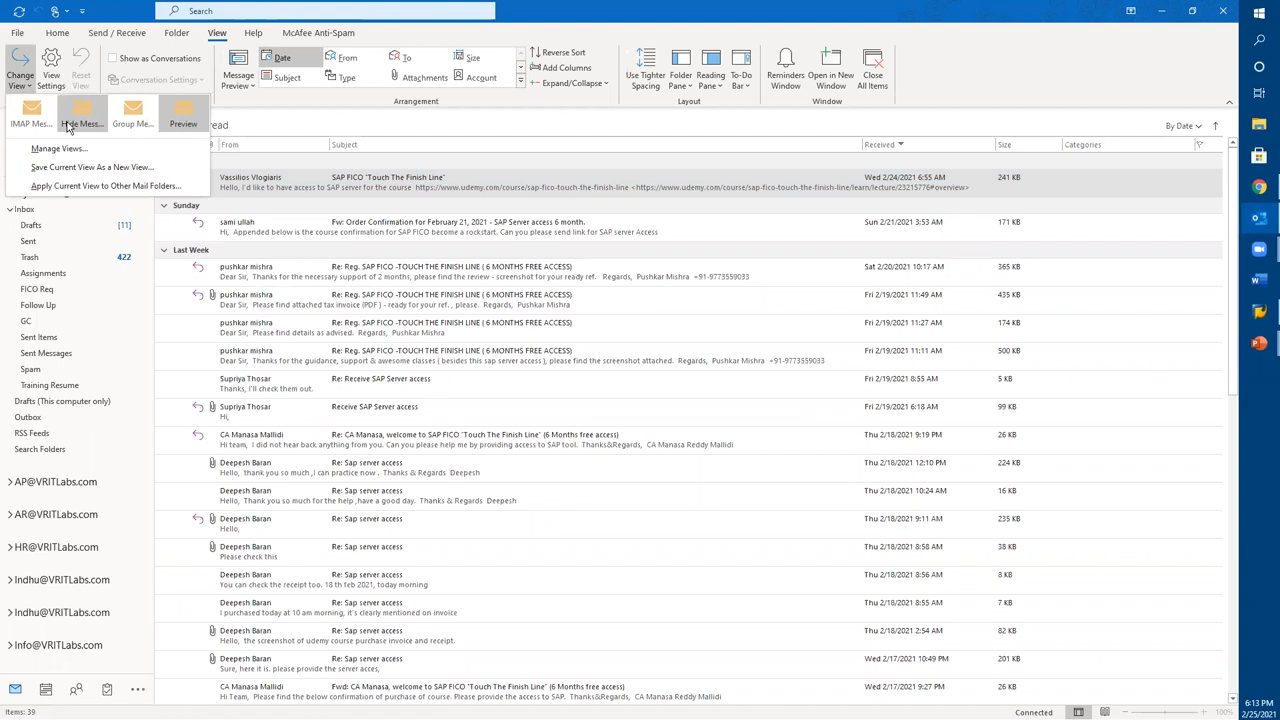 Search
File Home Send / Receive Folder View Help McAfee Anti-Spam
Change View
View Settings
Reset View
Show as Conversations
Conversation Settings
Message Preview
Date From To Size
Subject Type Attachments Account
Reverse Sort
Add Columns
Expand/Collapse
Arrangement
Use Tighter Spacing
Folder Pane
Reading Pane
To-Do Bar
Layout
Reminders Window
Open in New Window
Close All Items
Window
IMAP Mes... Hide Mess... Group Me... Preview
Manage Views...
Save Current View As a New View...
Apply Current View to Other Mail Folders...
read
By Date
From Subject Received Size Categories
Vassilios Vlogiaris SAP FICO "Touch The Finish Line" Wed 2/24/2021 6:55 AM 241 KB
Hello, I'd like to have access to SAP server for the course https://www.udemy.com/course/sap-fico-touch-the-finish-line <https://www.udemy.com/course/sap-fico-touch-the-finish-line/learn/lecture/23215776#overview>
Sunday
sami ullah Fw: Order Confirmation for February 21, 2021 - SAP Server access 6 month. Sun 2/21/2021 3:53 AM 171 KB
Hi, Appended below is the course confirmation for SAP FICO become a rockstart. Can you please send link for SAP server Access
Last Week
pushkar mishra Re: Reg. SAP FICO -TOUCH THE FINISH LINE ( 6 MONTHS FREE ACCESS) Sat 2/20/2021 10:17 AM 365 KB
Dear Sir, Thanks for the necessary support of 2 months, please find the review - screenshot for your ready ref. Regards, Pushkar Mishra +91-9773559033
pushkar mishra Re: Reg. SAP FICO -TOUCH THE FINISH LINE ( 6 MONTHS FREE ACCESS) Fri 2/19/2021 11:49 AM 435 KB
Dear Sir, Please find attached tax invoice (PDF ) - ready for your ref. , please. Regards, Pushkar Mishra
pushkar mishra Re: Reg. SAP FICO -TOUCH THE FINISH LINE ( 6 MONTHS FREE ACCESS) Fri 2/19/2021 11:27 AM 174 KB
Dear Sir, Please find details as advised. Regards, Pushkar Mishra
pushkar mishra Re: Reg. SAP FICO -TOUCH THE FINISH LINE ( 6 MONTHS FREE ACCESS) Fri 2/19/2021 11:11 AM 500 KB
Dear Sir, Thanks for the guidance, support & awesome classes ( besides this sap server access ), please find the screenshot attached. Regards, Pushkar Mishra +91-9773559033
Supriya Thosar Re: Receive SAP Server access Fri 2/19/2021 8:55 AM 5 KB
Thanks, I'll check them out.
Supriya Thosar Receive SAP Server access Fri 2/19/2021 6:18 AM 99 KB
Hi,
CA Manasa Mallidi Re: CA Manasa, welcome to SAP FICO "Touch The Finish Line" (6 Months free access) Thu 2/18/2021 9:19 PM 26 KB
Hi team, I did not hear back anything from you. Can you please help me by providing access to SAP tool. Thanks&Regards, CA Manasa Reddy Mallidi
Deepesh Baran Re: Sap server access Thu 2/18/2021 12:10 PM 224 KB
Hello, thank you so much ,I can practice now . Thanks & Regards Deepesh
Deepesh Baran Re: Sap server access Thu 2/18/2021 10:24 AM 16 KB
Hello, Thank you so much for the help ,have a good day. Thanks & Regards Deepesh
Deepesh Baran Re: Sap server access Thu 2/18/2021 9:11 AM 235 KB
Hello,
Deepesh Baran Re: Sap server access Thu 2/18/2021 8:58 AM 38 KB
Please check this
Deepesh Baran Re: Sap server access Thu 2/18/2021 8:56 AM 8 KB
You can check the receipt too. 18 th feb 2021, today morning
Deepesh Baran Re: Sap server access Thu 2/18/2021 8:55 AM 7 KB
I purchased today at 10 am morning, it's clearly mentioned on invoice
Deepesh Baran Re: Sap server access Thu 2/18/2021 2:54 AM 82 KB
Hello, the screenshot of udemy course purchase invoice and receipt.
Deepesh Baran Re: Sap server access Wed 2/17/2021 10:49 PM 201 KB
Sure, here it is. please provide the server acces,
CA Manasa Mallidi Fwd: CA Manasa, welcome to SAP FICO "Touch The Finish Line" (6 Months free access) Wed 2/17/2021 9:27 PM 26 KB
Hi Team, Please find the below confirmation of purchase of course. Please provide the access to SAP. Thanks&Regards, CA Manasa Reddy Mallidi
Inbox
Drafts [11]
Sent
Trash 422
Assignments
FICO Req
Follow Up
GC
Sent Items
Sent Messages
Spam
Training Resume
Drafts (This computer only)
Outbox
RSS Feeds
Search Folders
AP@VRITLabs.com
AR@VRITLabs.com
HR@VRITLabs.com
Indhu@VRITLabs.com
Indhu@VRITLabs.com
Info@VRITLabs.com
Items: 39
Connected
100%
6:13 PM
2/25/2021